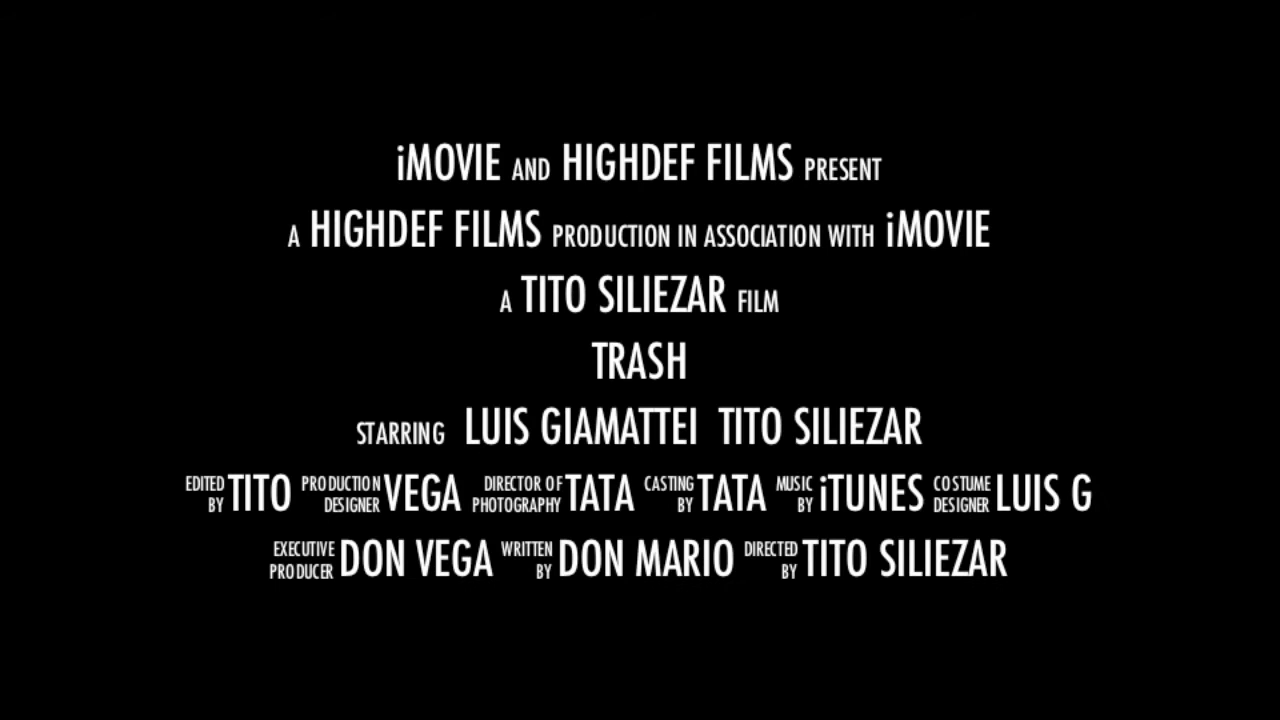 iMOVIE AND HIGHDEF FILMS PRESENT
A HIGHDEF FILMS PRODUCTION IN ASSOCIATION WITH iMOVIE
A TITO SILIEZAR FILM
TRASH
STARRING LUIS GIAMATTEI TITO SILIEZAR
EDITED BY TITO PRODUCTION DESIGNER VEGA DIRECTOR OF PHOTOGRAPHY TATA CASTING BY TATA MUSIC BY iTUNES COSTUME DESIGNER LUIS G
EXECUTIVE PRODUCER DON VEGA WRITTEN BY DON MARIO DIRECTED BY TITO SILIEZAR